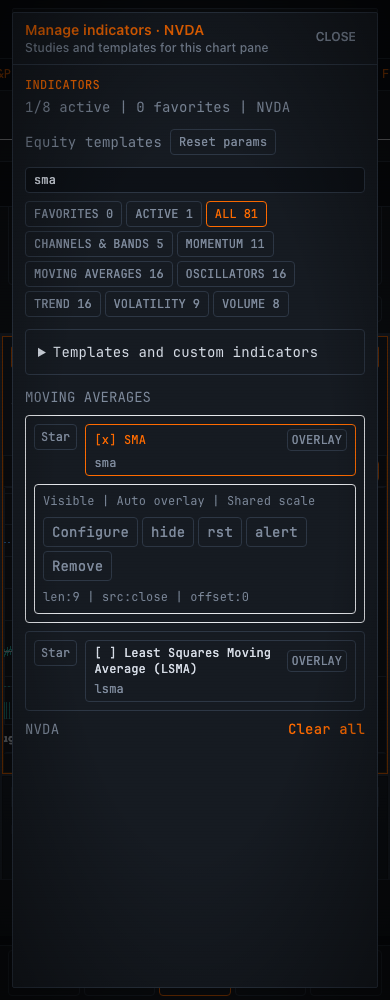 Manage indicators · NVDA
Studies and templates for this chart pane
CLOSE
INDICATORS
1/8 active | 0 favorites | NVDA
Equity templates
Reset params
sma
FAVORITES 0
ACTIVE 1
ALL 81
CHANNELS & BANDS 5
MOMENTUM 11
MOVING AVERAGES 16
OSCILLATORS 16
TREND 16
VOLATILITY 9
VOLUME 8
▶ Templates and custom indicators
MOVING AVERAGES
Star
[x] SMA
OVERLAY
sma
Visible | Auto overlay | Shared scale
Configure
hide
rst
alert
Remove
len:9 | src:close | offset:0
Star
[ ] Least Squares Moving
Average (LSMA)
OVERLAY
lsma
NVDA
Clear all